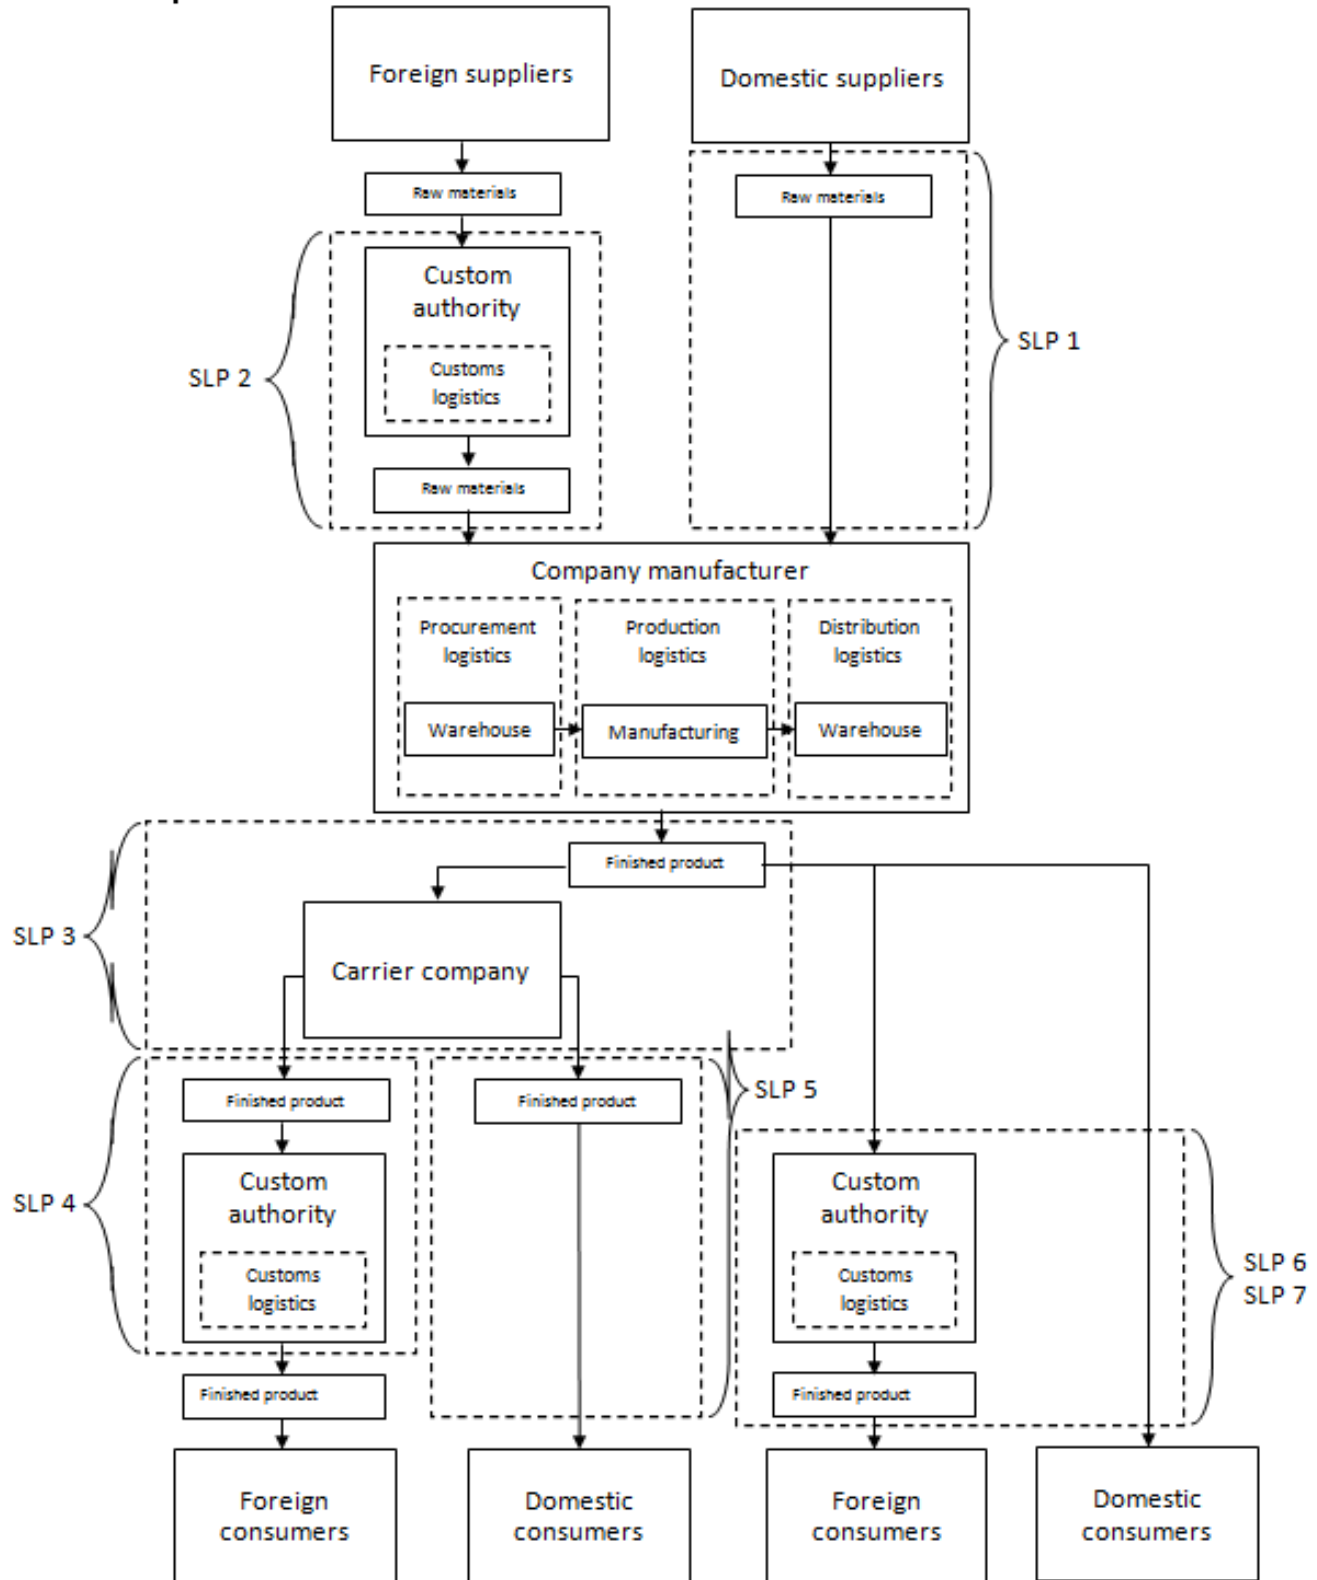 Foreign suppliers
Domestic suppliers
Raw materials
Raw materials
Custom
authority
Customs
logistics
SLP 2
SLP 1
Raw materials
Company manufacturer
Procurement
logistics
Production
logistics
Distribution
logistics
Warehouse
Manufacturing
Warehouse
Finished product
SLP 3
Carrier company
Finished product
Finished product
SLP 5
Custom
authority
Customs
logistics
SLP 4
Custom
authority
Customs
logistics
SLP 6
SLP 7
Finished product
Finished product
Foreign
consumers
Domestic
consumers
Foreign
consumers
Domestic
consumers